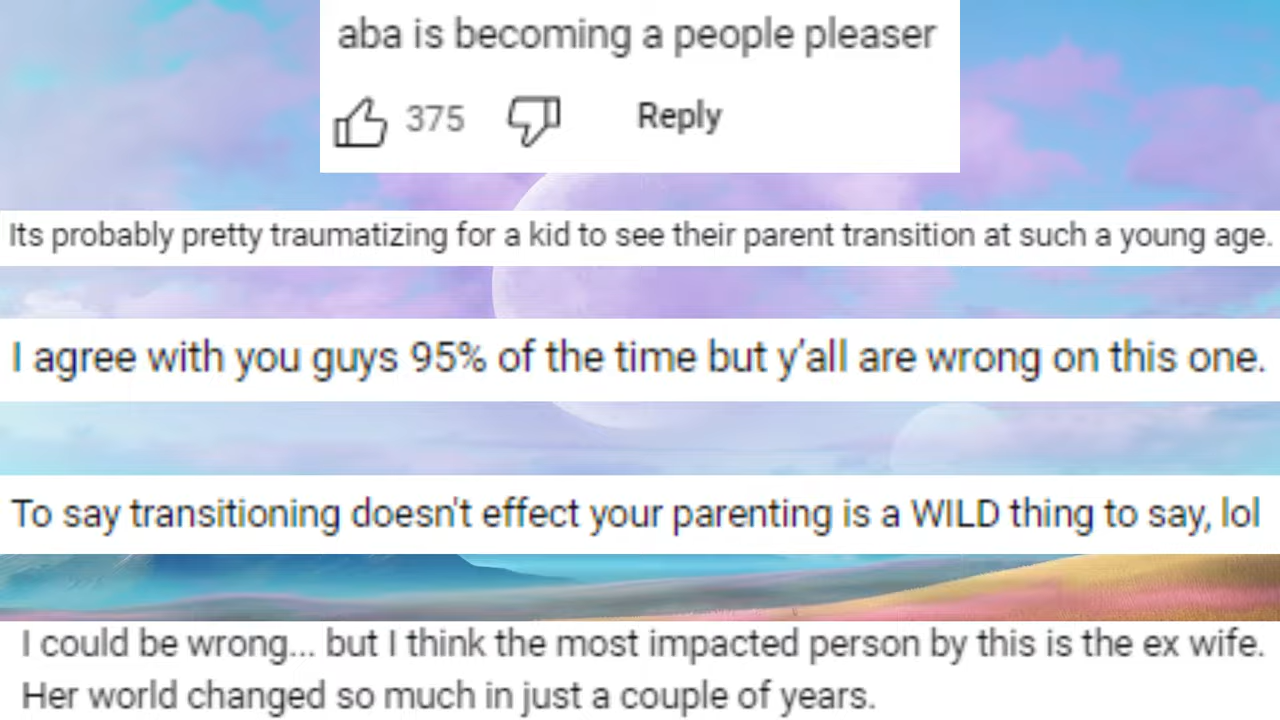 aba is becoming a people pleaser
375 Reply
Its probably pretty traumatizing for a kid to see their parent transition at such a young age.
I agree with you guys 95% of the time but y'all are wrong on this one.
To say transitioning doesn't effect your parenting is a WILD thing to say, lol
I could be wrong... but I think the most impacted person by this is the ex wife.
Her world changed so much in just a couple of years.